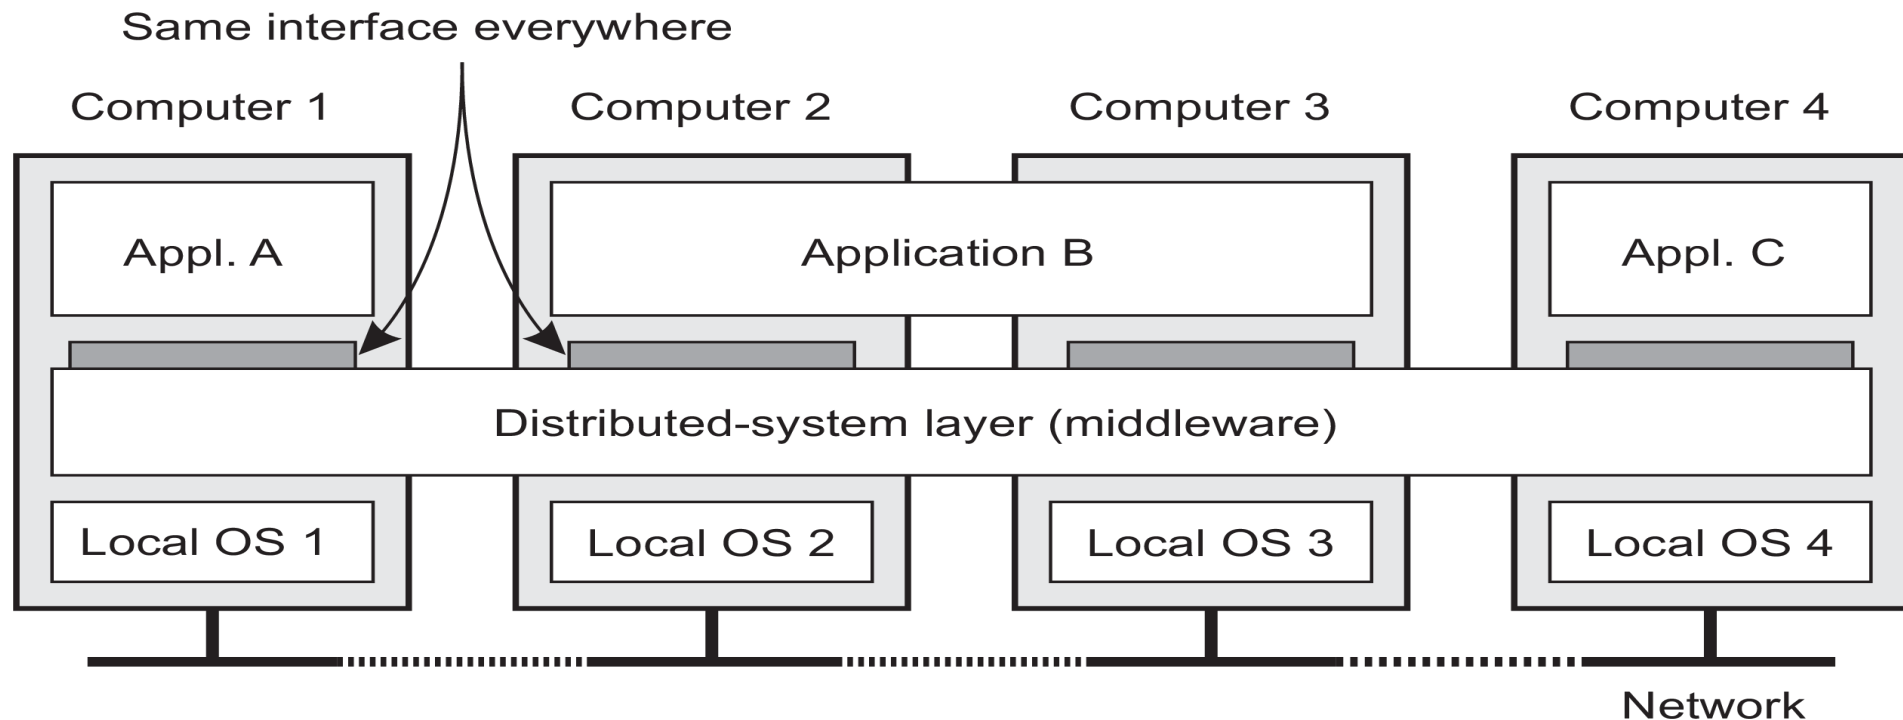 Same interface everywhere
Computer 1
Computer 2
Computer 3
Computer 4
Appl. A
Application B
Appl. C
Distributed-system layer (middleware)
Local OS 1
Local OS 2
Local OS 3
Local OS 4
Network